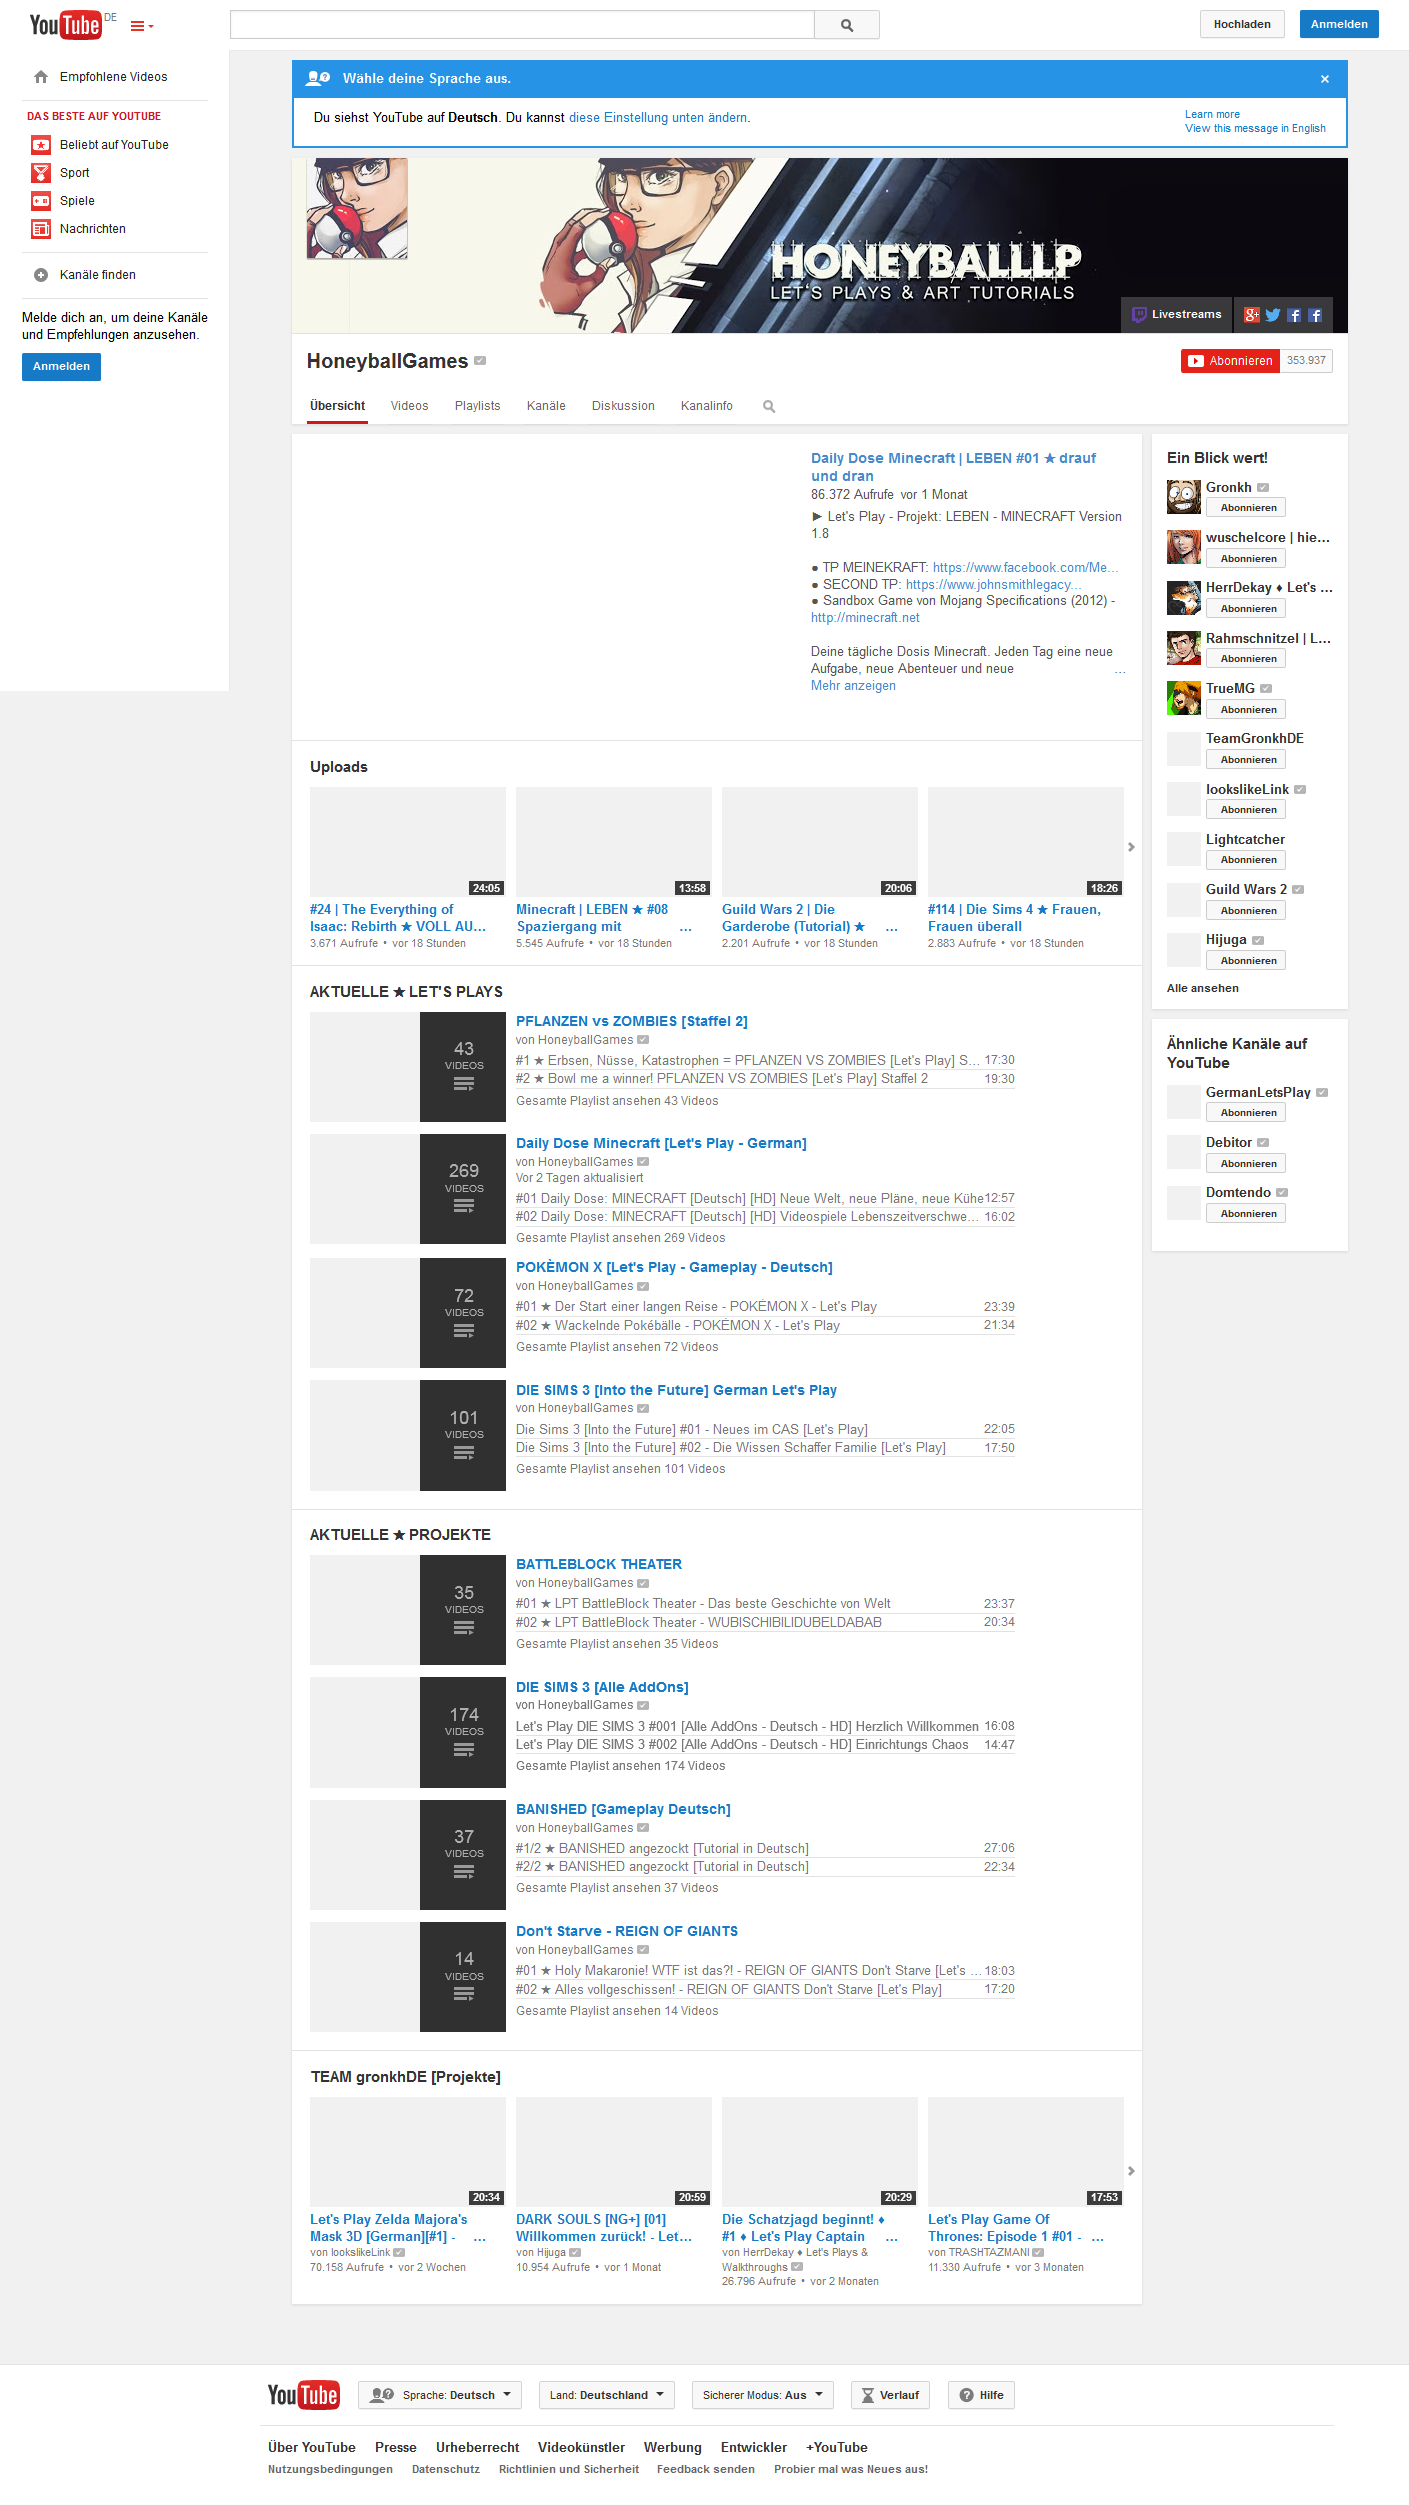 YouTube DE
Hochladen
Anmelden
Empfohlene Videos
DAS BESTE AUF YOUTUBE
Beliebt auf YouTube
Sport
Spiele
Nachrichten
Kanäle finden
Melde dich an, um deine Kanäle
und Empfehlungen anzusehen.
Anmelden
Wähle deine Sprache aus.
Du siehst YouTube auf Deutsch. Du kannst diese Einstellung unten ändern.
Learn more
View this message in English
HONEYBALLLP
LET'S PLAYS & ART TUTORIALS
Livestreams
HoneyballGames
Abonnieren 353.937
Übersicht Videos Playlists Kanäle Diskussion Kanalinfo
Daily Dose Minecraft | LEBEN #01 ★ drauf
und dran
86.372 Aufrufe vor 1 Monat
► Let's Play - Projekt: LEBEN - MINECRAFT Version
1.8
● TP MEINEKRAFT: https://www.facebook.com/Me...
● SECOND TP: https://www.johnsmithlegacy...
● Sandbox Game von Mojang Specifications (2012) -
http://minecraft.net
Deine tägliche Dosis Minecraft. Jeden Tag eine neue
Aufgabe, neue Abenteuer und neue ...
Mehr anzeigen
Uploads
24:05
#24 | The Everything of
Isaac: Rebirth ★ VOLL AU...
3.671 Aufrufe • vor 18 Stunden
13:58
Minecraft | LEBEN ★ #08
Spaziergang mit ...
5.545 Aufrufe • vor 18 Stunden
20:06
Guild Wars 2 | Die
Garderobe (Tutorial) ★ ...
2.201 Aufrufe • vor 18 Stunden
18:26
#114 | Die Sims 4 ★ Frauen,
Frauen überall
2.883 Aufrufe • vor 18 Stunden
AKTUELLE ★ LET'S PLAYS
43
VIDEOS
PFLANZEN vs ZOMBIES [Staffel 2]
von HoneyballGames
#1 ★ Erbsen, Nüsse, Katastrophen = PFLANZEN VS ZOMBIES [Let's Play] S... 17:30
#2 ★ Bowl me a winner! PFLANZEN VS ZOMBIES [Let's Play] Staffel 2 19:30
Gesamte Playlist ansehen 43 Videos
269
VIDEOS
Daily Dose Minecraft [Let's Play - German]
von HoneyballGames
Vor 2 Tagen aktualisiert
#01 Daily Dose: MINECRAFT [Deutsch] [HD] Neue Welt, neue Pläne, neue Kühe 12:57
#02 Daily Dose: MINECRAFT [Deutsch] [HD] Videospiele Lebenszeitverschwe... 16:02
Gesamte Playlist ansehen 269 Videos
72
VIDEOS
POKÈMON X [Let's Play - Gameplay - Deutsch]
von HoneyballGames
#01 ★ Der Start einer langen Reise - POKÉMON X - Let's Play 23:39
#02 ★ Wackelnde Pokébälle - POKÉMON X - Let's Play 21:34
Gesamte Playlist ansehen 72 Videos
101
VIDEOS
DIE SIMS 3 [Into the Future] German Let's Play
von HoneyballGames
Die Sims 3 [Into the Future] #01 - Neues im CAS [Let's Play] 22:05
Die Sims 3 [Into the Future] #02 - Die Wissen Schaffer Familie [Let's Play] 17:50
Gesamte Playlist ansehen 101 Videos
AKTUELLE ★ PROJEKTE
35
VIDEOS
BATTLEBLOCK THEATER
von HoneyballGames
#01 ★ LPT BattleBlock Theater - Das beste Geschichte von Welt 23:37
#02 ★ LPT BattleBlock Theater - WUBISCHIBILIDUBELDABAB 20:34
Gesamte Playlist ansehen 35 Videos
174
VIDEOS
DIE SIMS 3 [Alle AddOns]
von HoneyballGames
Let's Play DIE SIMS 3 #001 [Alle AddOns - Deutsch - HD] Herzlich Willkommen 16:08
Let's Play DIE SIMS 3 #002 [Alle AddOns - Deutsch - HD] Einrichtungs Chaos 14:47
Gesamte Playlist ansehen 174 Videos
37
VIDEOS
BANISHED [Gameplay Deutsch]
von HoneyballGames
#1/2 ★ BANISHED angezockt [Tutorial in Deutsch] 27:06
#2/2 ★ BANISHED angezockt [Tutorial in Deutsch] 22:34
Gesamte Playlist ansehen 37 Videos
14
VIDEOS
Don't Starve - REIGN OF GIANTS
von HoneyballGames
#01 ★ Holy Makaronie! WTF ist das?! - REIGN OF GIANTS Don't Starve [Let's ... 18:03
#02 ★ Alles vollgeschissen! - REIGN OF GIANTS Don't Starve [Let's Play] 17:20
Gesamte Playlist ansehen 14 Videos
TEAM gronkhDE [Projekte]
20:34
Let's Play Zelda Majora's
Mask 3D [German][#1] - ...
von lookslikeLink
70.158 Aufrufe • vor 2 Wochen
20:59
DARK SOULS [NG+] [01]
Willkommen zurück! - Let...
von Hijuga
10.954 Aufrufe • vor 1 Monat
20:29
Die Schatzjagd beginnt! ♦
#1 ♦ Let's Play Captain ...
von HerrDekay ♦ Let's Plays &
Walkthroughs
26.796 Aufrufe • vor 2 Monaten
17:53
Let's Play Game Of
Thrones: Episode 1 #01 - ...
von TRASHTAZMANI
11.330 Aufrufe • vor 3 Monaten
Ein Blick wert!
Gronkh
Abonnieren
wuschelcore | hie...
Abonnieren
HerrDekay ♦ Let's ...
Abonnieren
Rahmschnitzel | L...
Abonnieren
TrueMG
Abonnieren
TeamGronkhDE
Abonnieren
lookslikeLink
Abonnieren
Lightcatcher
Abonnieren
Guild Wars 2
Abonnieren
Hijuga
Abonnieren
Alle ansehen
Ähnliche Kanäle auf
YouTube
GermanLetsPlay
Abonnieren
Debitor
Abonnieren
Domtendo
Abonnieren
YouTube
Sprache: Deutsch
Land: Deutschland
Sicherer Modus: Aus
Verlauf
Hilfe
Über YouTube Presse Urheberrecht Videokünstler Werbung Entwickler +YouTube
Nutzungsbedingungen Datenschutz Richtlinien und Sicherheit Feedback senden Probier mal was Neues aus!